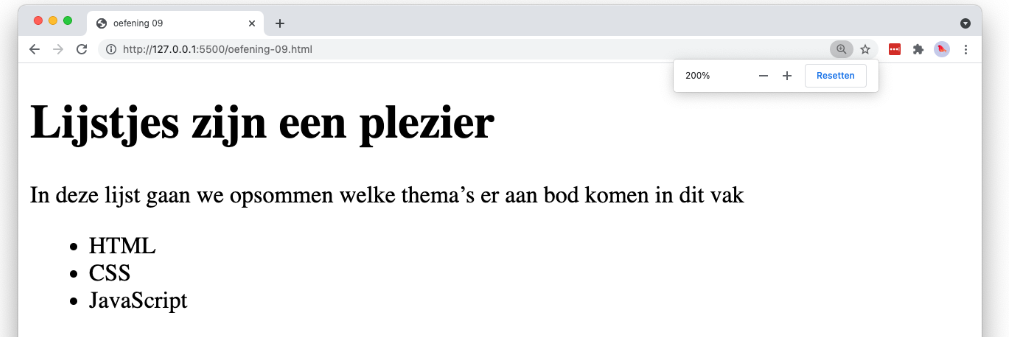 oefening 09
http://127.0.0.1:5500/oefening-09.html
200%
Resetten
Lijstjes zijn een plezier
In deze lijst gaan we opsommen welke thema’s er aan bod komen in dit vak
• HTML
• CSS
• JavaScript